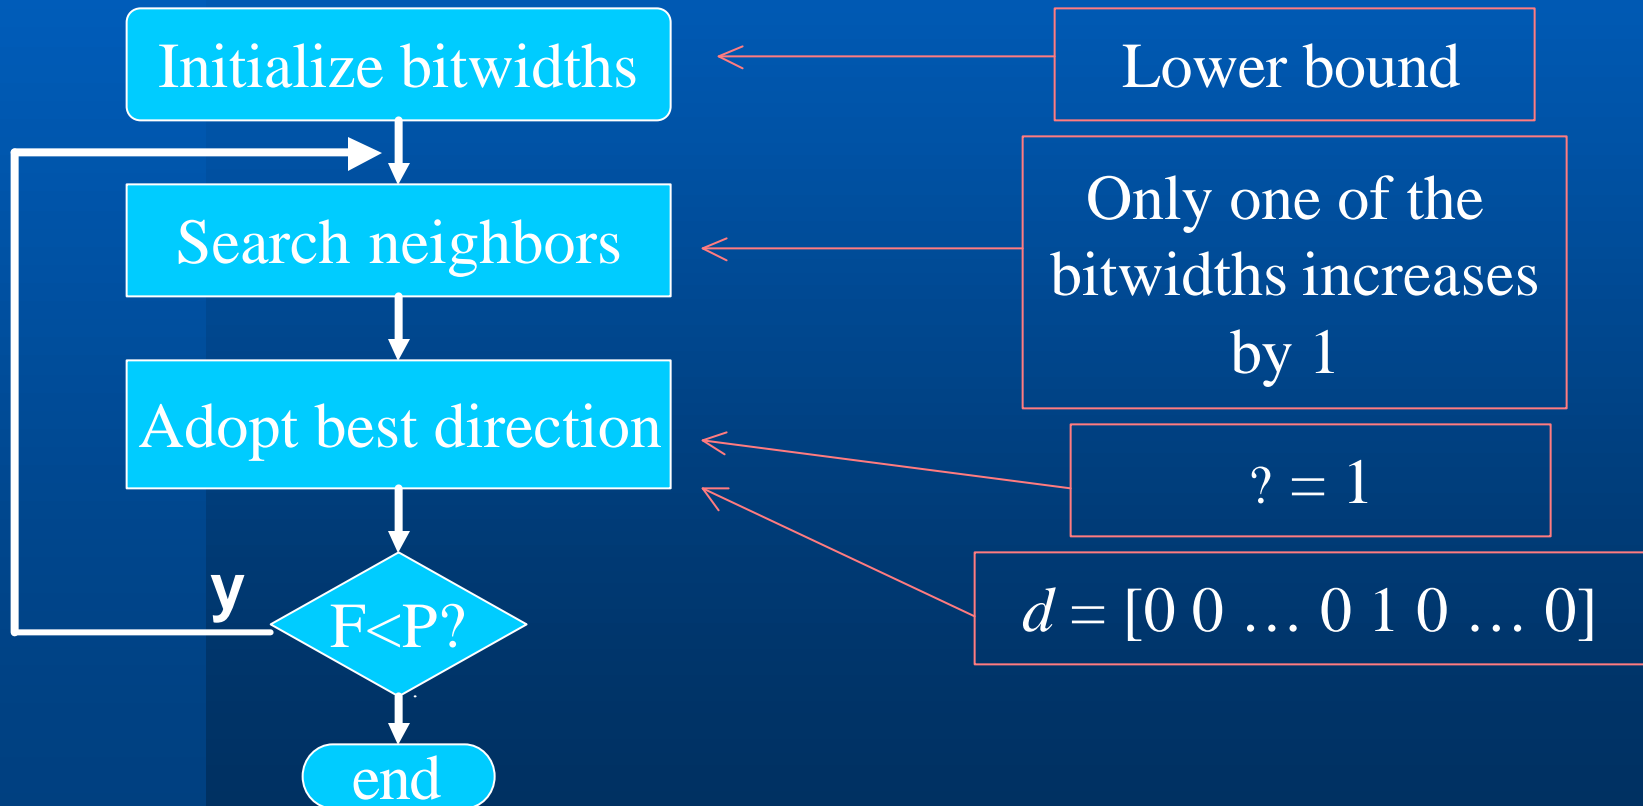 Initialize bitwidths
Lower bound
Search neighbors
Only one of the
bitwidths increases
by 1
Adopt best direction
? = 1
d = [0 0 … 0 1 0 … 0]
y
F<P?
end